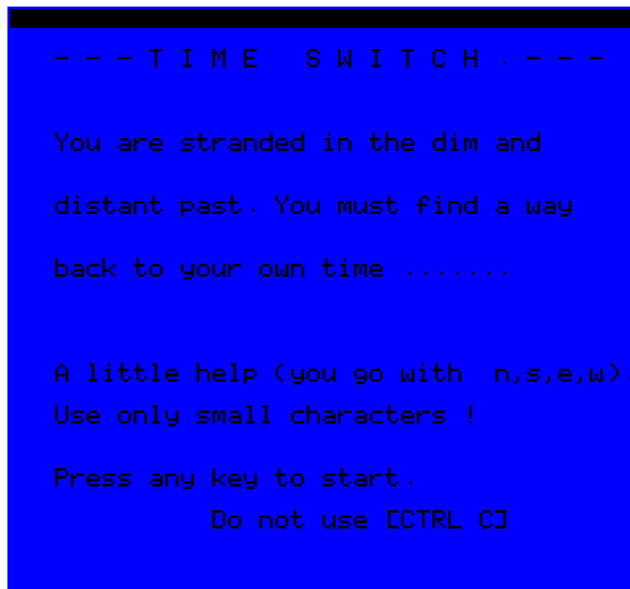 - - - T I M E   S W I T C H . - - -
You are stranded in the dim and
distant past. You must find a way
back to your own time .......
A little help (you go with  n,s,e,w)
Use only small characters !
Press any key to start.
Do not use [CTRL C]